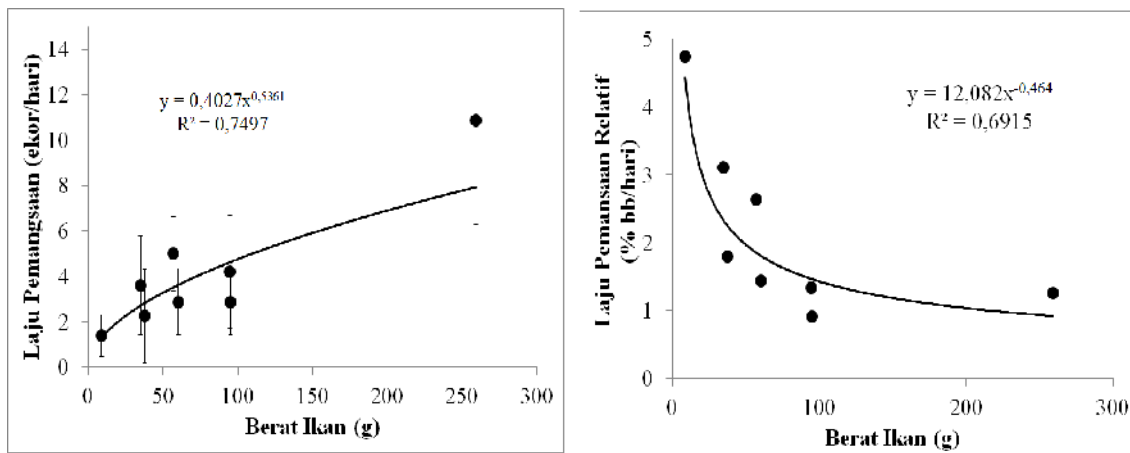 Laju Pemangsaan (ekor/hari)
14
12
10
8
6
4
2
0
y = 0,4027x^0,5361
R² = 0,7497
0 50 100 150 200 250 300
Berat Ikan (g)
Laju Pemansaan Relatif
(% bb/hari)
5
4
3
2
1
0
y = 12,082x^-0,464
R² = 0,6915
0 100 200 300
Berat Ikan (g)